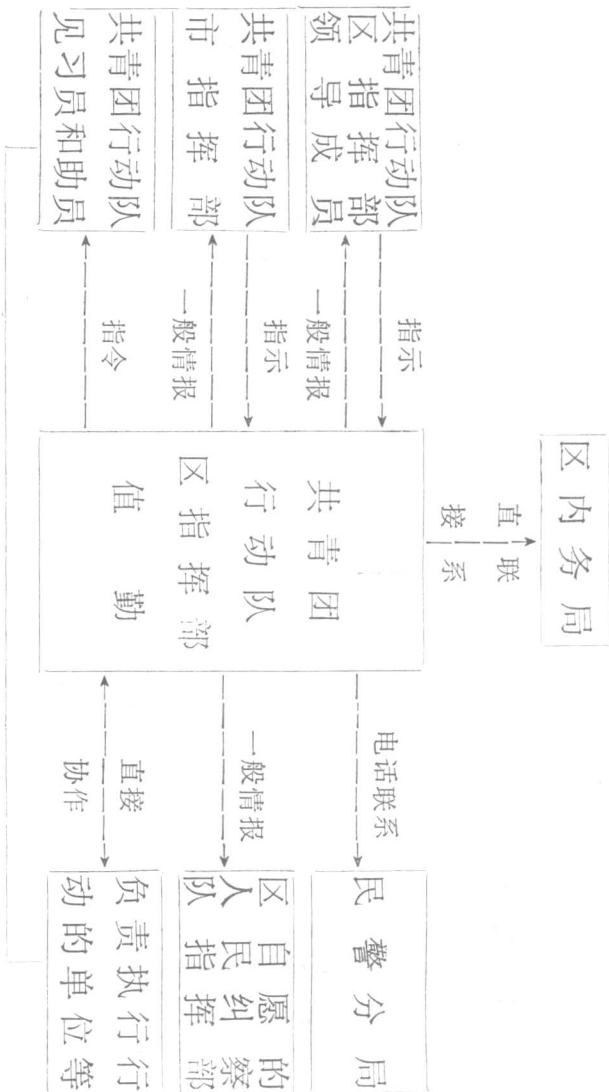 区内务局
直接联系
共青团行动队
区指挥部
领导成员
指示
一般情报
共青团行动队
市指挥部
指示
一般情报
共青团行动队
见习员和助员
指令
共青团
行动队
区指挥部
值勤
电话联系
民警分局
一般情报
区自愿的
人民纠察
队指挥部
直接
协作
负责执行行
动的单位等